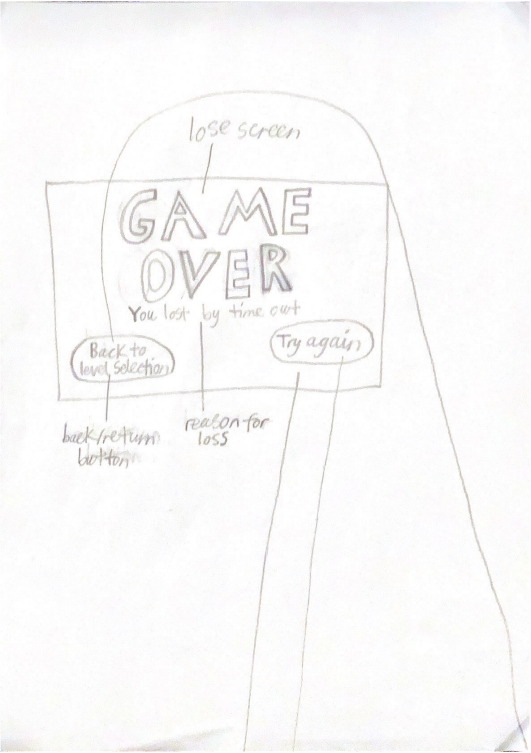 lose screen
GAME
OVER
You lost by time out
Back to
level selection
Try again
back/return
button
reason for
loss